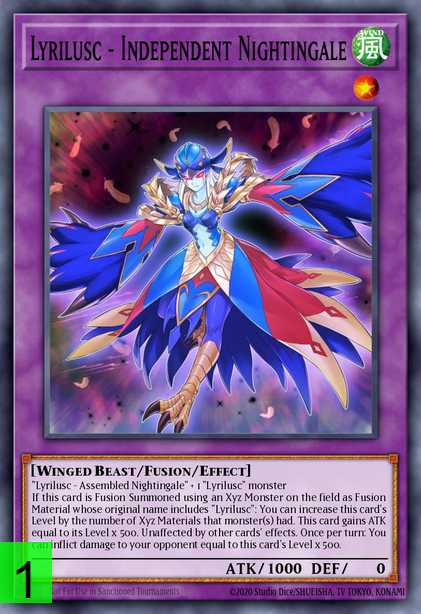 Lyrilusc - Independent Nightingale
WIND
風
[Winged Beast/Fusion/Effect]
"Lyrilusc - Assembled Nightingale" + 1 "Lyrilusc" monster
If this card is Fusion Summoned using an Xyz Monster on the field as Fusion
Material whose original name includes "Lyrilusc": You can increase this card's
Level by the number of Xyz Materials that monster(s) had. This card gains ATK
equal to its Level x 500. Unaffected by other cards' effects. Once per turn: You
can inflict damage to your opponent equal to this card's Level x 500.
ATK/1000 DEF/ 0
1
For Use in Sanctioned Tournaments
©2020 Studio Dice/SHUEISHA, TV TOKYO, KONAMI